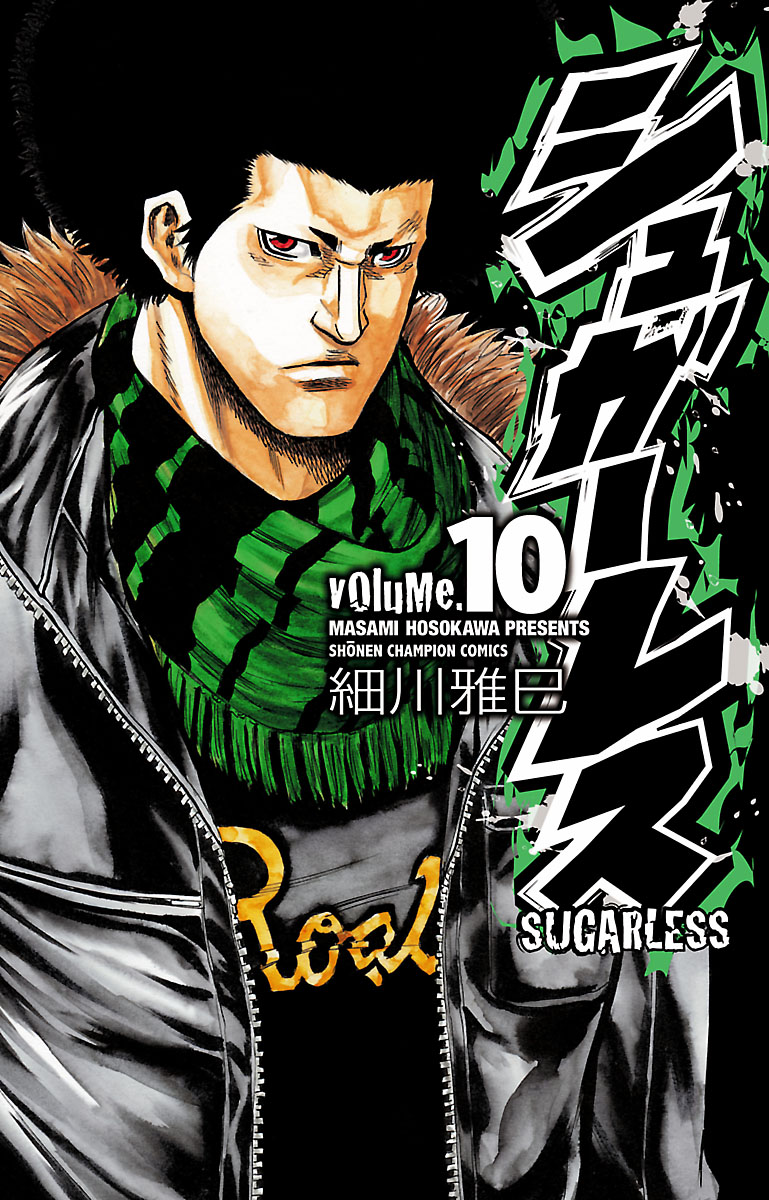 シュガーレス
SUGARLESS
vOluMe.10
MASAMI HOSOKAWA PRESENTS
SHŌNEN CHAMPION COMICS
細川雅巳